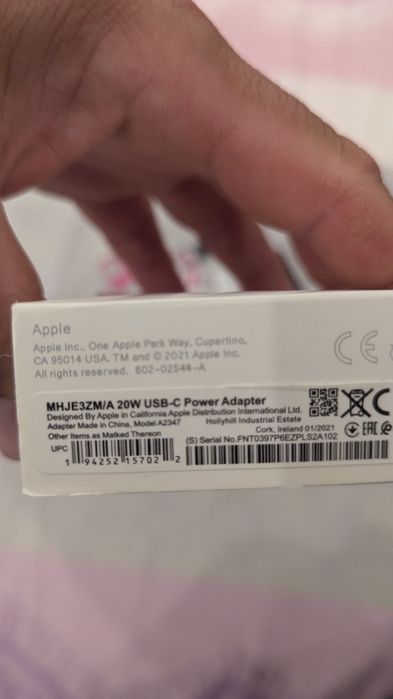 Apple
Apple Inc., One Apple Park Way, Cupertino,
CA 95014 USA. TM and © 2021 Apple Inc.
All rights reserved. 602-02544-A
CE
MHJE3ZM/A 20W USB-C Power Adapter
Designed By Apple in California Apple Distribution International Ltd.
Adapter Made in China, Model A2347 Hollyhill Industrial Estate
Other Items as Matked Thereon Cork, Ireland 01/2021
EAC
UPC (S) Serial No.FNT0397P6EZPLS2A102
1 94252 15702 2